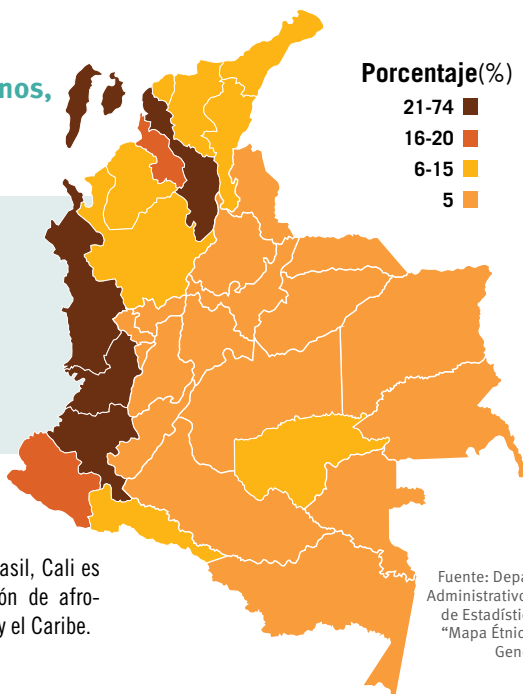 nos,
Porcentaje(%)
21-74
16-20
6-15
5
asil, Cali es
ón de afro-
y el Caribe.
Fuente: Depa
Administrativo
de Estadístic
“Mapa Étnic
Gen